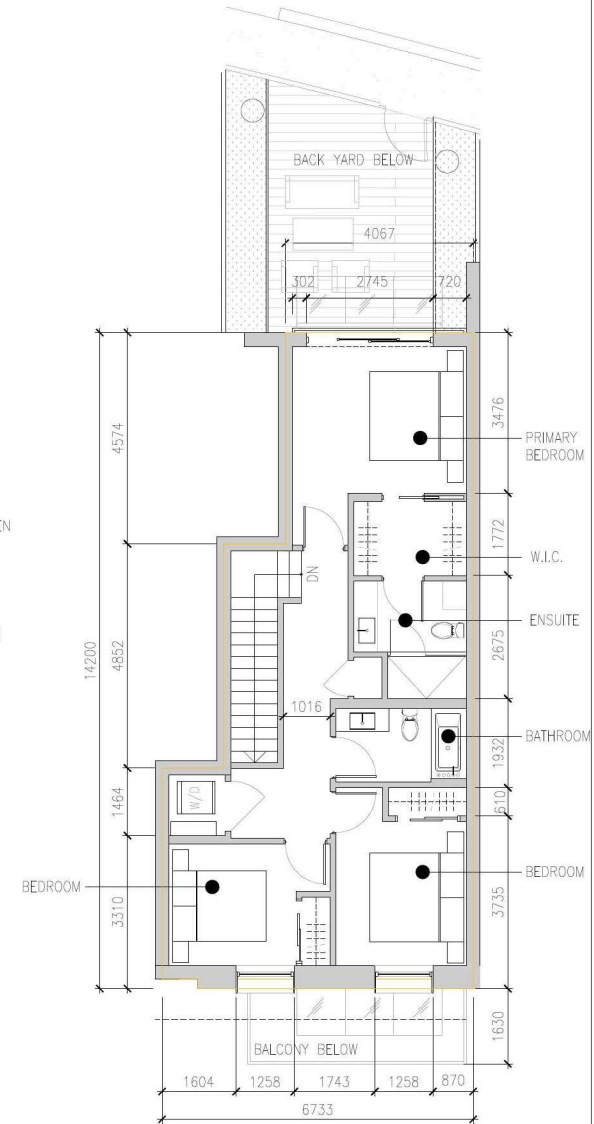 BACK YARD BELOW
4067
302
2745
720
4574
3476
PRIMARY
BEDROOM
EN
1772
W.I.C.
DN
ENSUITE
14200
4852
2675
1016
BATHROOM
1932
W/D
1464
610
BEDROOM
BEDROOM
3310
3735
1630
BALCONY BELOW
1604
1258
1743
1258
870
6733